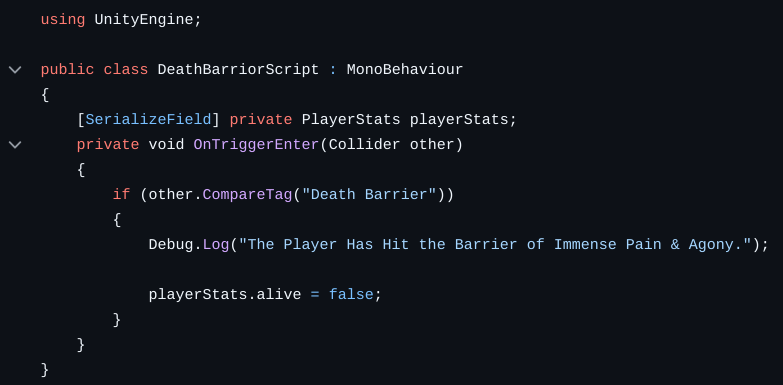 using UnityEngine;
public class DeathBarriorScript : MonoBehaviour
{
[SerializeField] private PlayerStats playerStats;
private void OnTriggerEnter(Collider other)
{
if (other.CompareTag("Death Barrier"))
{
Debug.Log("The Player Has Hit the Barrier of Immense Pain & Agony.");
playerStats.alive = false;
}
}
}